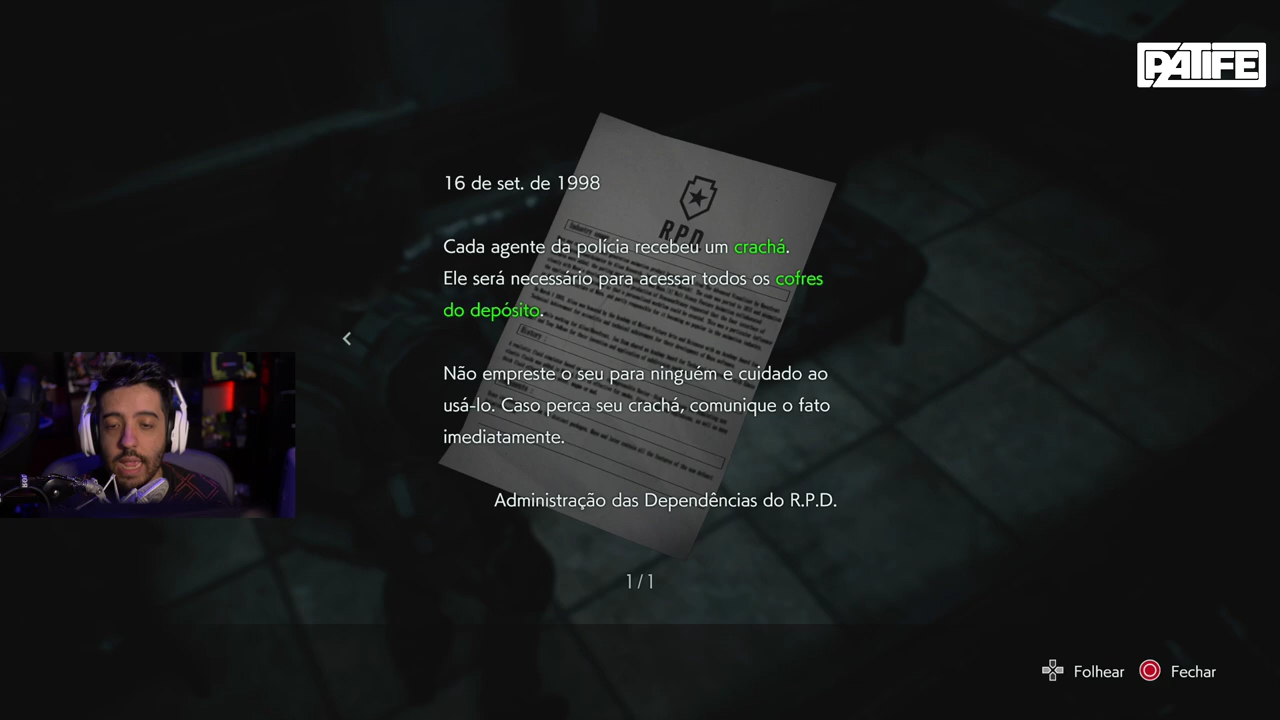 PATIFE
16 de set. de 1998
R.P.D.
Cada agente da polícia recebeu um crachá.
Ele será necessário para acessar todos os cofres
do depósito.
Não empreste o seu para ninguém e cuidado ao
usá-lo. Caso perca seu crachá, comunique o fato
imediatamente.
Administração das Dependências do R.P.D.
1/1
Folhear Fechar